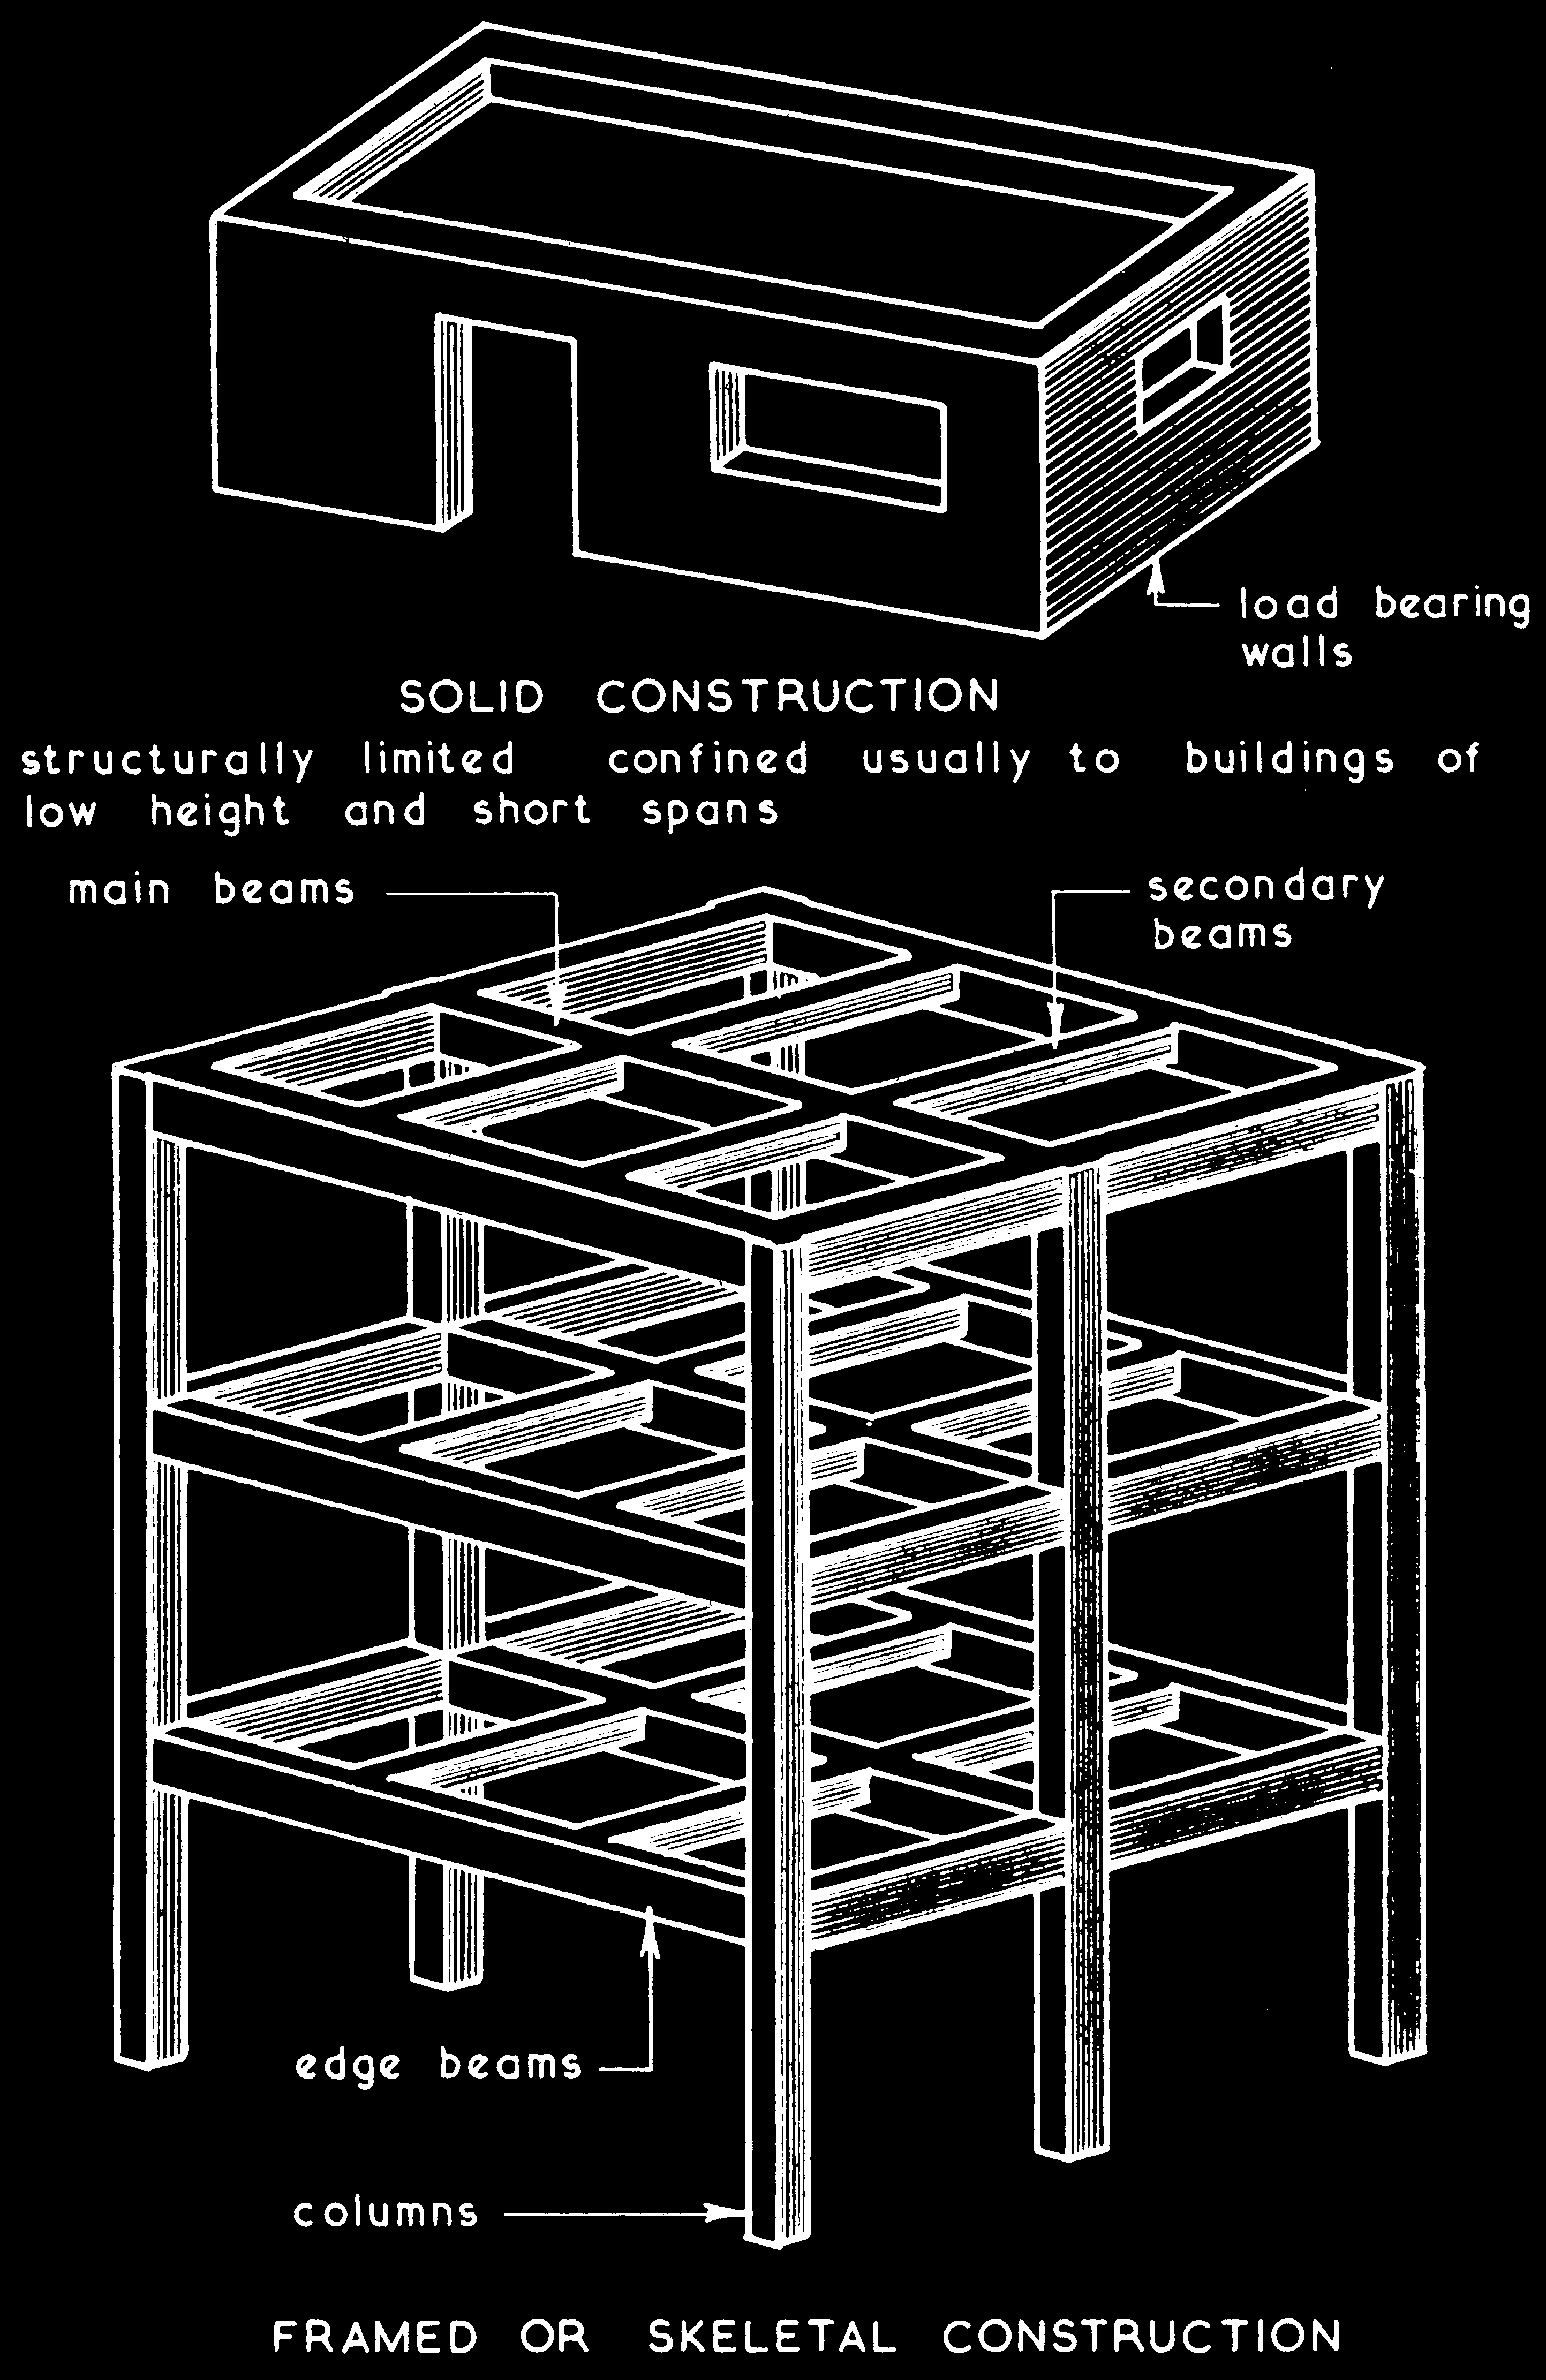 load bearing
walls
SOLID CONSTRUCTION
structurally limited confined usually to buildings of
low height and short spans
main beams
secondary
beams
edge beams
columns
FRAMED OR SKELETAL CONSTRUCTION